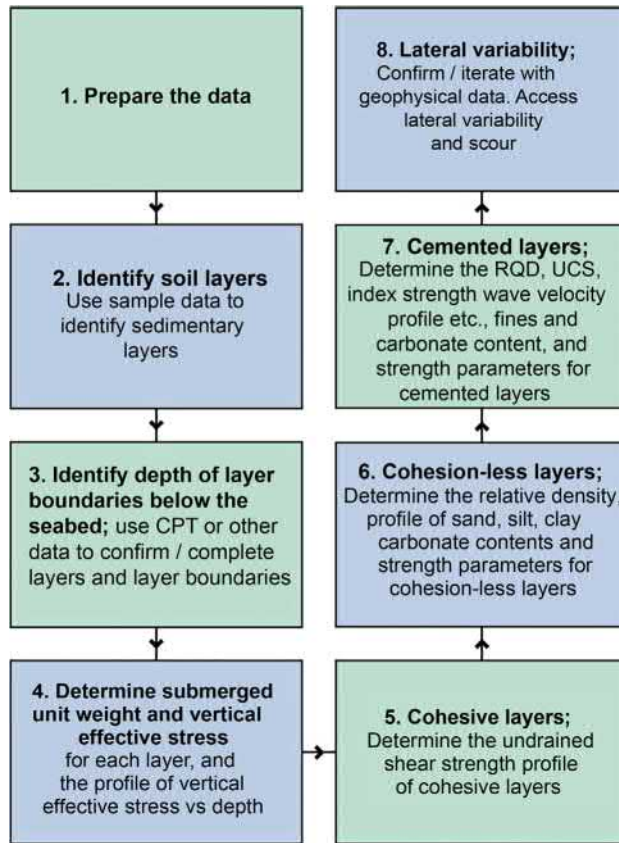 1. Prepare the data
2. Identify soil layers
Use sample data to
identify sedimentary
layers
3. Identify depth of layer
boundaries below the
seabed; use CPT or other
data to confirm / complete
layers and layer boundaries
4. Determine submerged
unit weight and vertical
effective stress
for each layer, and
the profile of vertical
effective stress vs depth
5. Cohesive layers;
Determine the undrained
shear strength profile
of cohesive layers
6. Cohesion-less layers;
Determine the relative density,
profile of sand, silt, clay
carbonate contents and
strength parameters for
cohesion-less layers
7. Cemented layers;
Determine the RQD, UCS,
index strength wave velocity
profile etc., fines and
carbonate content, and
strength parameters for
cemented layers
8. Lateral variability;
Confirm / iterate with
geophysical data. Access
lateral variability
and scour